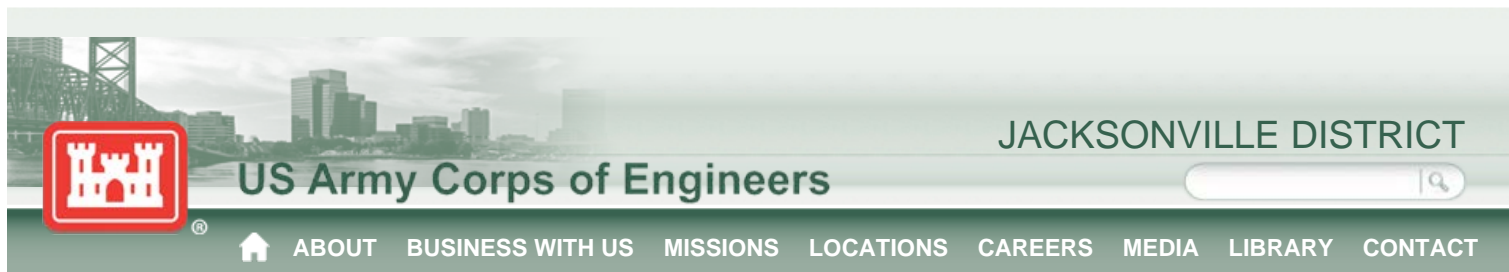 JACKSONVILLE DISTRICT
US Army Corps of Engineers
®
ABOUT BUSINESS WITH US MISSIONS LOCATIONS CAREERS MEDIA LIBRARY CONTACT